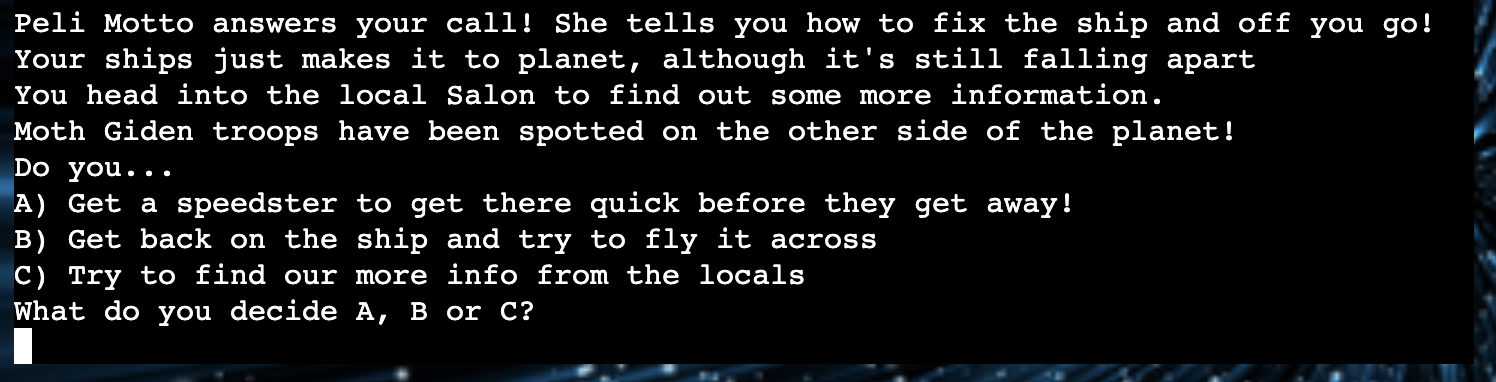 Peli Motto answers your call! She tells you how to fix the ship and off you go!
Your ships just makes it to planet, although it's still falling apart
You head into the local Salon to find out some more information.
Moth Giden troops have been spotted on the other side of the planet!
Do you...
A) Get a speedster to get there quick before they get away!
B) Get back on the ship and try to fly it across
C) Try to find our more info from the locals
What do you decide A, B or C?